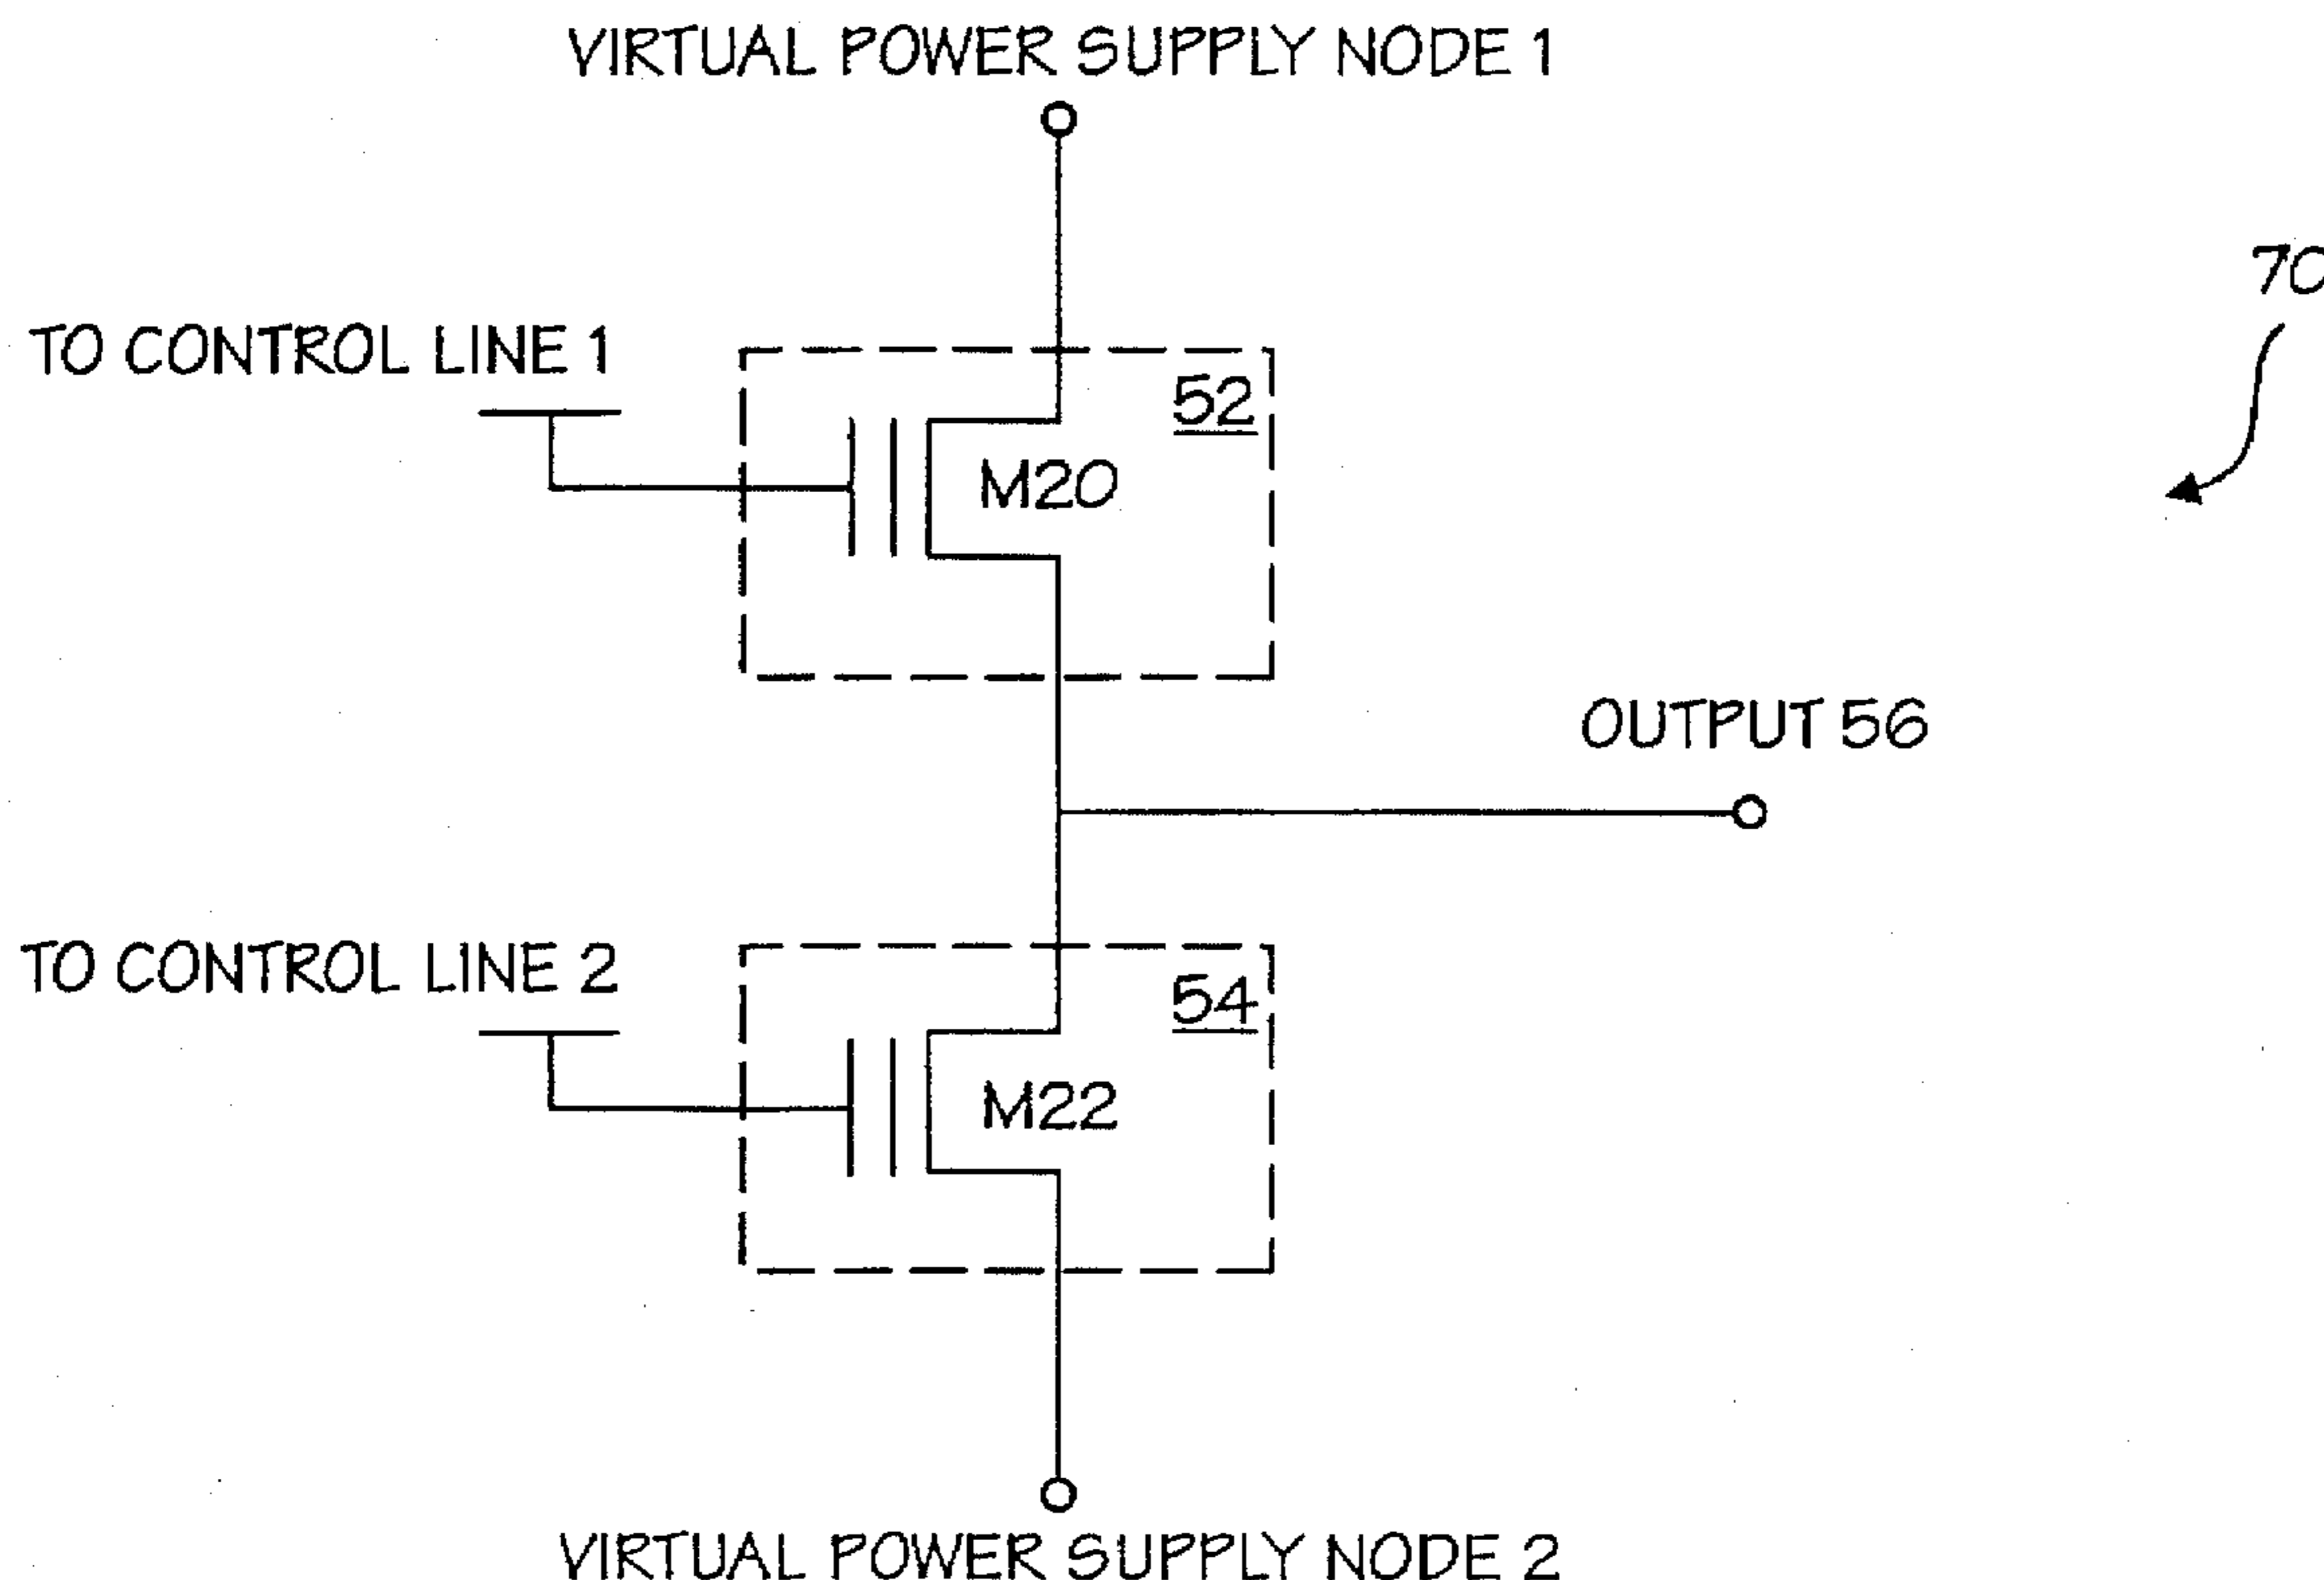 VIRTUAL POWER SUPPLY NODE 1
70
TO CONTROL LINE 1
52
M20
OUTPUT 56
TO CONTROL LINE 2
54
M22
VIRTUAL POWER SUPPLY NODE 2